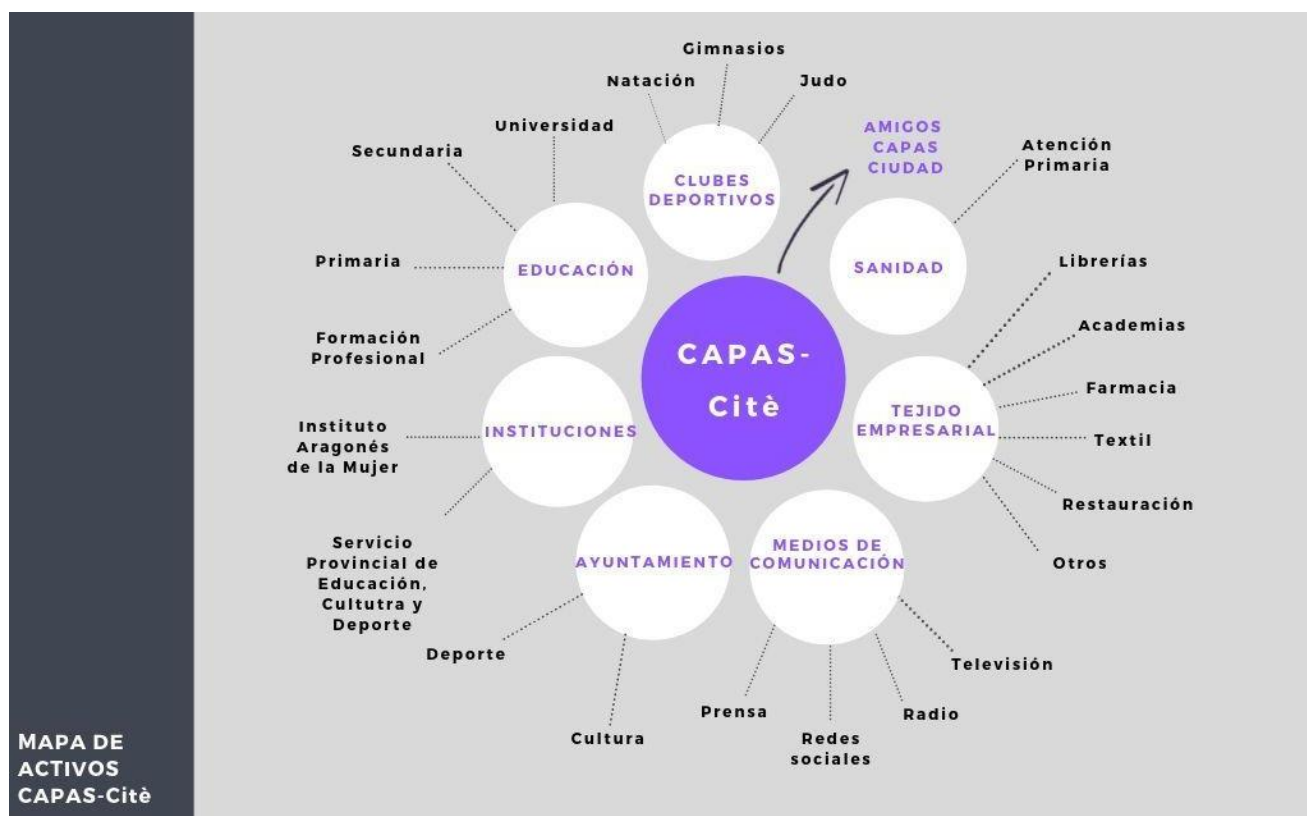 Gimnasios
Natación
Judo
CLUBES
DEPORTIVOS
AMIGOS
CAPAS
CIUDAD
Atención
Primaria
SANIDAD
Universidad
Secundaria
Primaria
EDUCACIÓN
Formación
Profesional
Librerías
Academias
Farmacia
Textil
Restauración
Otros
TEJIDO
EMPRESARIAL
CAPAS-
Citè
INSTITUCIONES
Instituto
Aragonés
de la Mujer
Servicio
Provincial de
Educación,
Cultutra y
Deporte
AYUNTAMIENTO
Deporte
Cultura
MEDIOS DE
COMUNICACIÓN
Prensa
Redes
sociales
Radio
Televisión
MAPA DE
ACTIVOS
CAPAS-Citè